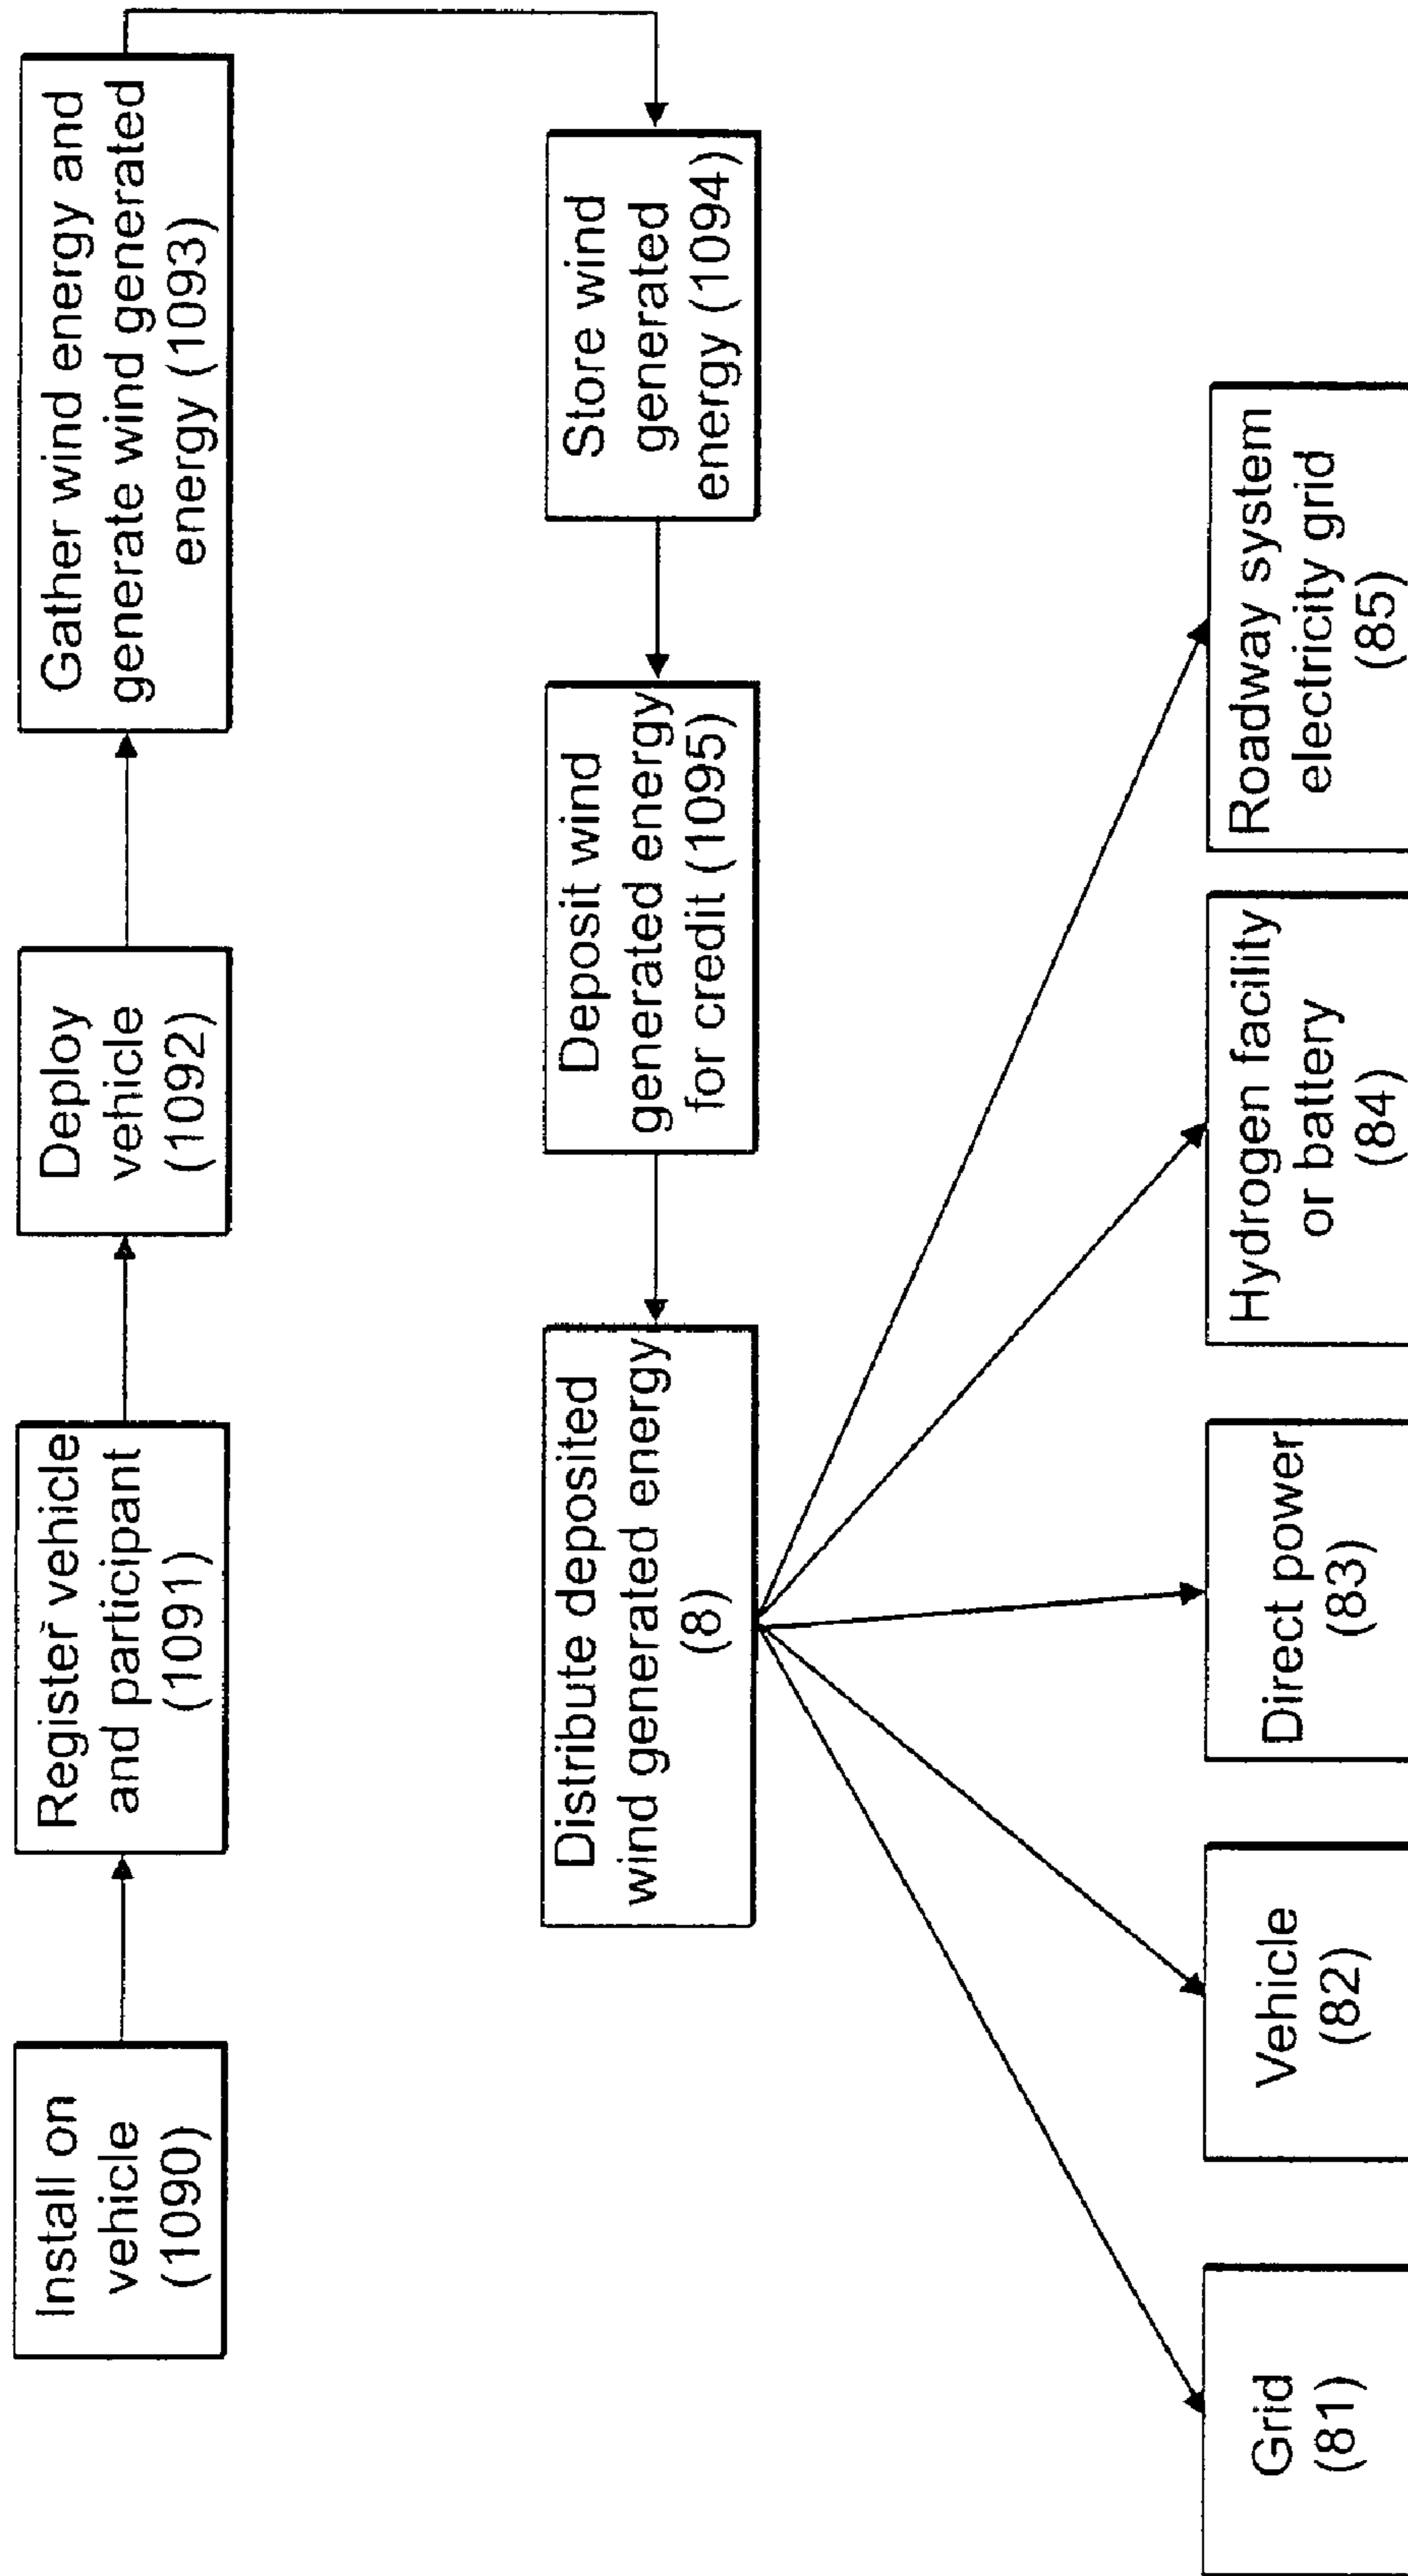 Install on
vehicle
(1090)
Register vehicle
and participant
(1091)
Deploy
vehicle
(1092)
Gather wind energy and
generate wind generated
energy (1093)
Store wind
generated
energy (1094)
Deposit wind
generated energy
for credit (1095)
Distribute deposited
wind generated energy
(8)
Grid
(81)
Vehicle
(82)
Direct power
(83)
Hydrogen facility
or battery
(84)
Roadway system
electricity grid
(85)